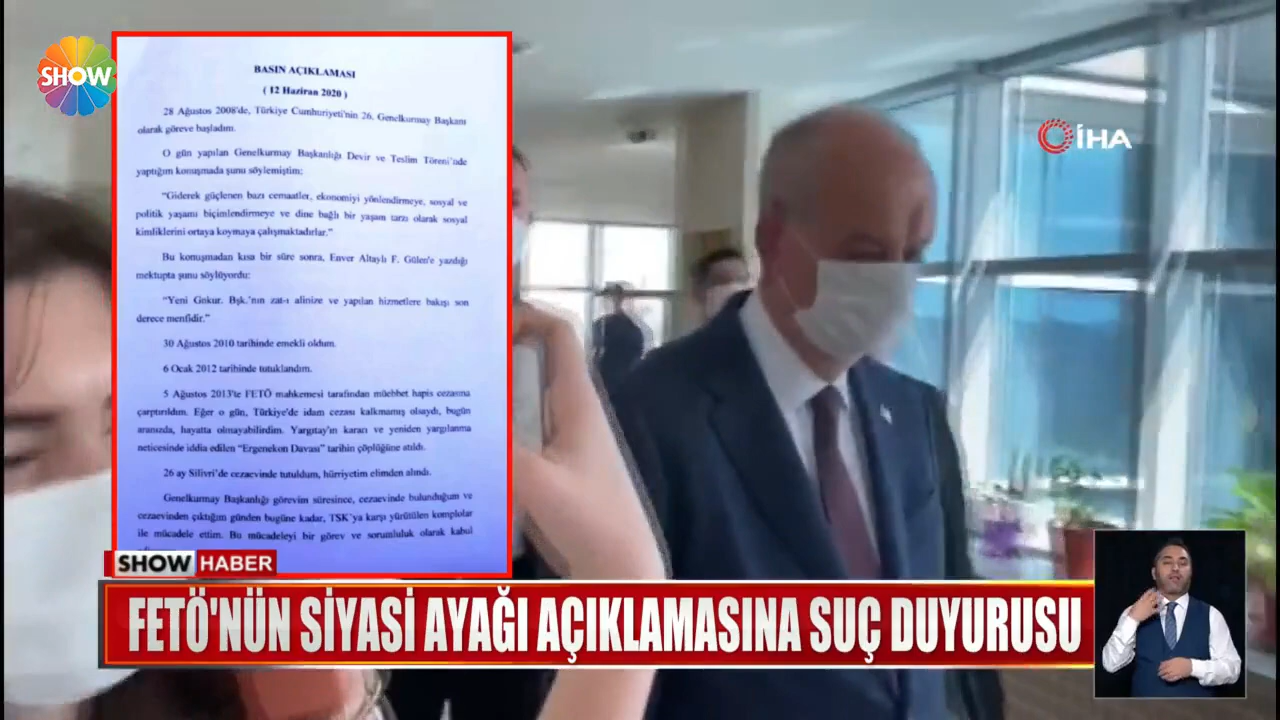 SHOW
BASIN AÇIKLAMASI
( 12 Haziran 2020 )
28 Ağustos 2008'de, Türkiye Cumhuriyeti'nin 26. Genelkurmay Başkanı
olarak göreve başladım.
O gün yapılan Genelkurmay Başkanlığı Devir ve Teslim Töreni'nde
yaptığım konuşmada şunu söylemiştim;
"Giderek güçlenen bazı cemaatler, ekonomiyi yönlendirmeye, sosyal ve
politik yaşamı biçimlendirmeye ve dine bağlı bir yaşam tarzı olarak sosyal
kimliklerini ortaya koymaya çalışmaktadırlar."
Bu konuşmadan kısa bir süre sonra, Enver Altaylı F. Gülen'e yazdığı
mektupta şunu söylüyordu:
"Yeni Gnkur. Bşk.'nın zat-ı alinize ve yapılan hizmetlere bakışı son
derece menfidir."
30 Ağustos 2010 tarihinde emekli oldum.
6 Ocak 2012 tarihinde tutuklandım.
5 Ağustos 2013'te FETÖ mahkemesi tarafından müebbet hapis cezasına
çarptırıldım. Eğer o gün, Türkiye'de idam cezası kalkmamış olsaydı, bugün
aranızda, hayatta olmayabilirdim. Yargıtay'ın kararı ve yeniden yargılanma
neticesinde iddia edilen "Ergenekon Davası" tarihin çöplüğüne atıldı.
26 ay Silivri'de cezaevinde tutuldum, hürriyetim elimden alındı.
Genelkurmay Başkanlığı görevim süresince, cezaevinde bulunduğum ve
cezaevinden çıktığım günden bugüne kadar, TSK'ya karşı yürütülen komplolar
ile mücadele ettim. Bu mücadeleyi bir görev ve sorumluluk olarak kabul
İHA
SHOW HABER
FETÖ'NÜN SİYASİ AYAĞI AÇIKLAMASINA SUÇ DUYURUSU